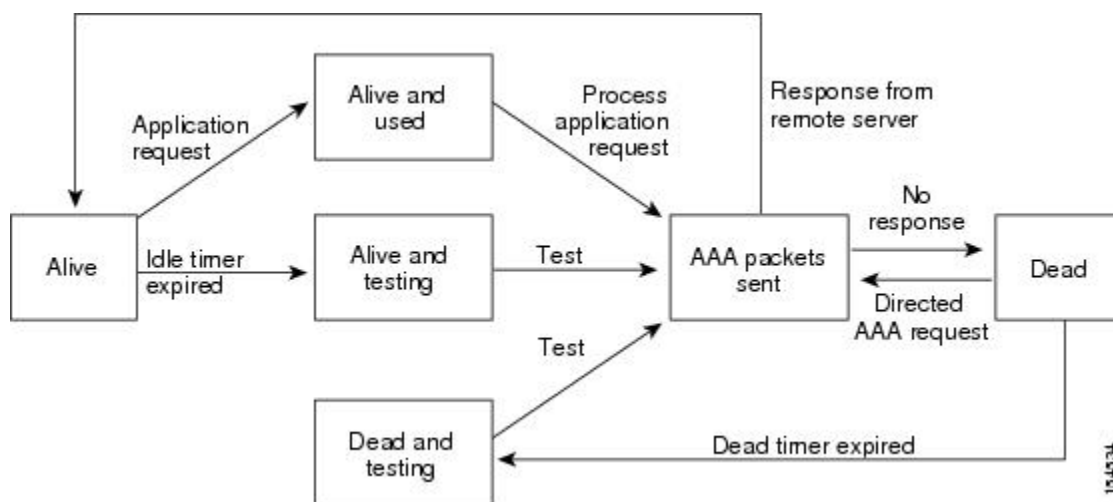 Alive and
used
Application
request
Process
application
request
Response from
remote server
Alive
Idle timer
expired
Alive and
testing
Test
AAA packets
sent
No
response
Directed
AAA request
Dead
Test
Dead and
testing
Dead timer expired